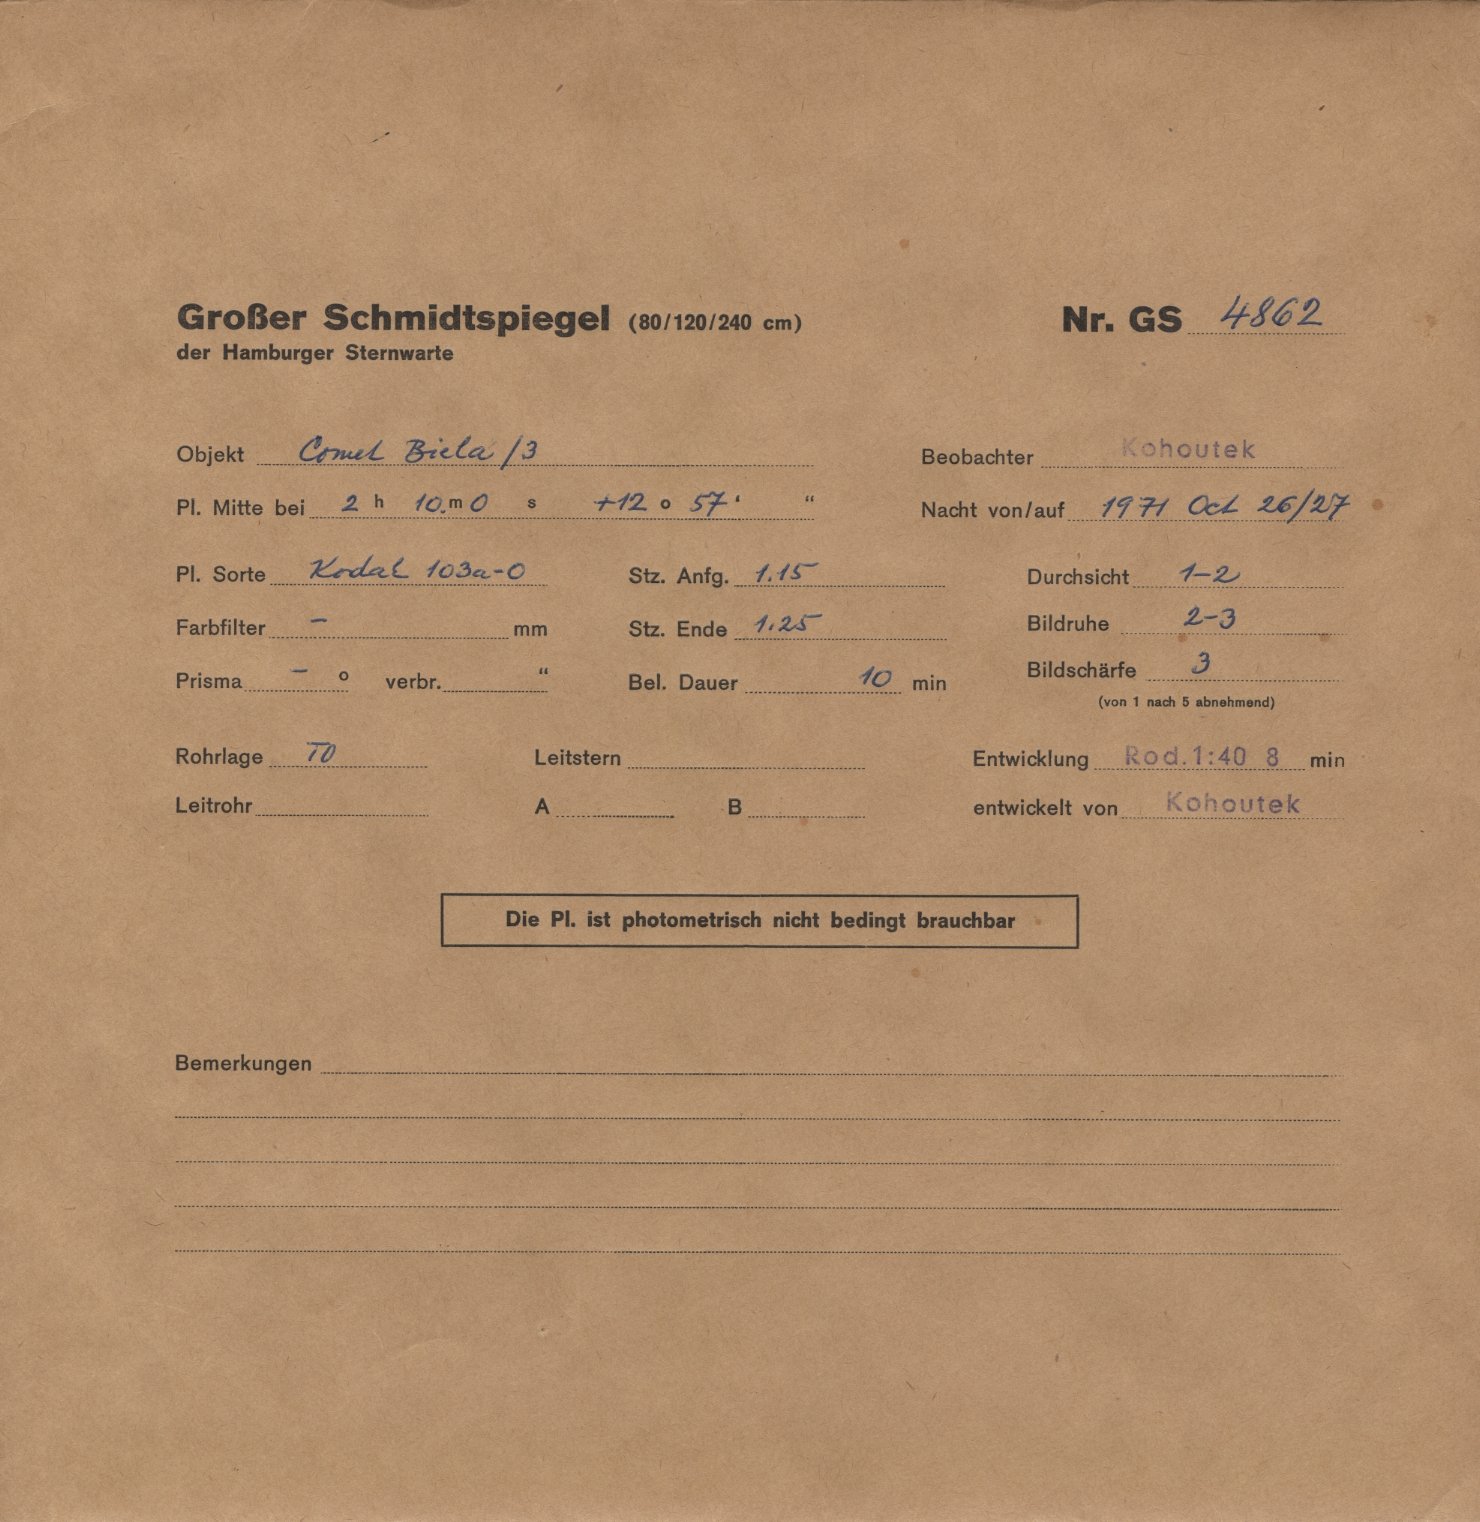 Großer Schmidtspiegel (80/120/240 cm) Nr. GS 4862
der Hamburger Sternwarte
Objekt Comet Biela /3 Beobachter Kohoutek
Pl. Mitte bei 2 h 10.m 0 s +12 o 57 ' “ Nacht von/auf 1971 Oct 26/27
Pl. Sorte Kodak 103a-O Stz. Anfg. 1.15 Durchsicht 1-2
Farbfilter - mm Stz. Ende 1.25 Bildruhe 2-3
Prisma - o verbr. “ Bel. Dauer 10 min Bildschärfe 3
(von 1 nach 5 abnehmend)
Rohrlage TO Leitstern Entwicklung Rod.1:40 8 min
Leitrohr A B entwickelt von Kohoutek
Die Pl. ist photometrisch nicht bedingt brauchbar
Bemerkungen